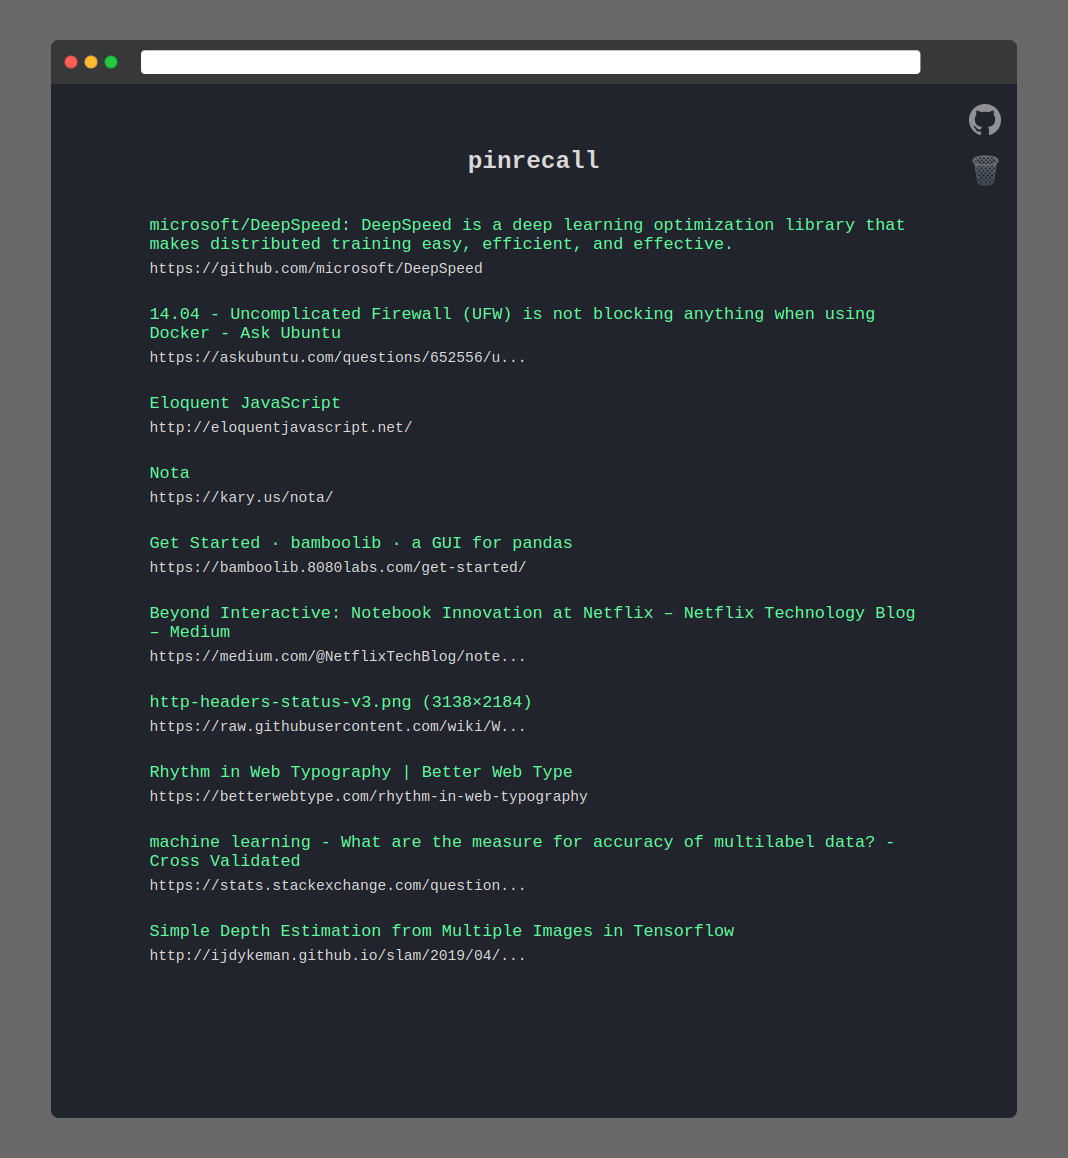 pinrecall
microsoft/DeepSpeed: DeepSpeed is a deep learning optimization library that
makes distributed training easy, efficient, and effective.
https://github.com/microsoft/DeepSpeed
14.04 - Uncomplicated Firewall (UFW) is not blocking anything when using
Docker - Ask Ubuntu
https://askubuntu.com/questions/652556/u...
Eloquent JavaScript
http://eloquentjavascript.net/
Nota
https://kary.us/nota/
Get Started · bamboolib · a GUI for pandas
https://bamboolib.8080labs.com/get-started/
Beyond Interactive: Notebook Innovation at Netflix – Netflix Technology Blog
– Medium
https://medium.com/@NetflixTechBlog/note...
http-headers-status-v3.png (3138×2184)
https://raw.githubusercontent.com/wiki/W...
Rhythm in Web Typography | Better Web Type
https://betterwebtype.com/rhythm-in-web-typography
machine learning - What are the measure for accuracy of multilabel data? -
Cross Validated
https://stats.stackexchange.com/question...
Simple Depth Estimation from Multiple Images in Tensorflow
http://ijdykeman.github.io/slam/2019/04/...